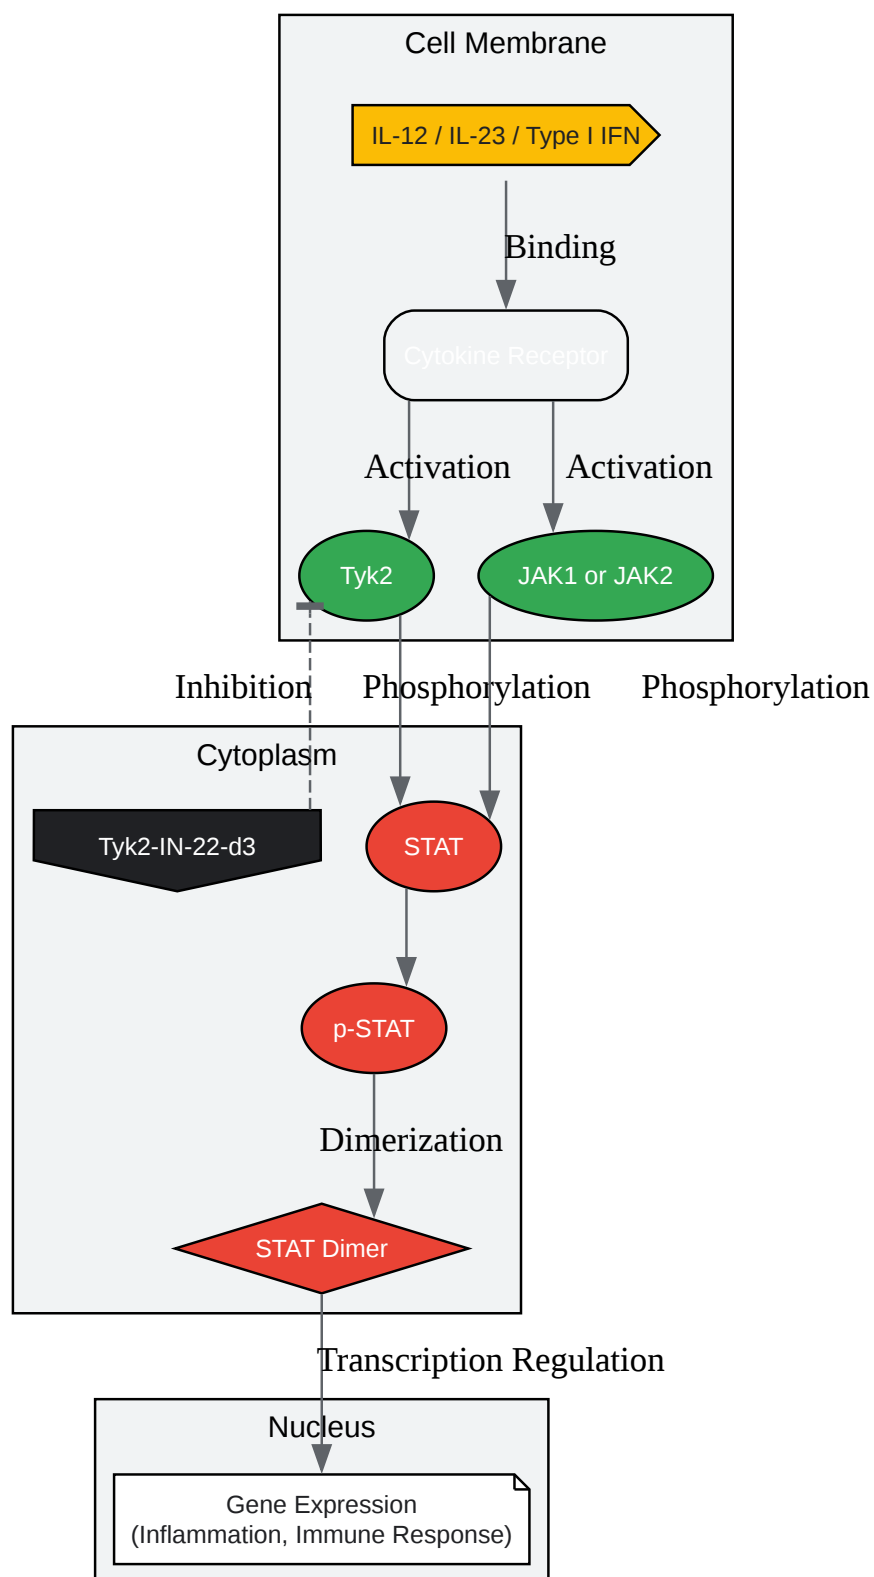 Cell Membrane
IL-12 / IL-23 / Type I IFN
Binding
Cytokine Receptor
Activation
Activation
Tyk2
JAK1 or JAK2
Inhibition
Phosphorylation
Phosphorylation
Cytoplasm
Tyk2-IN-22-d3
STAT
p-STAT
Dimerization
STAT Dimer
Transcription Regulation
Nucleus
Gene Expression
(Inflammation, Immune Response)